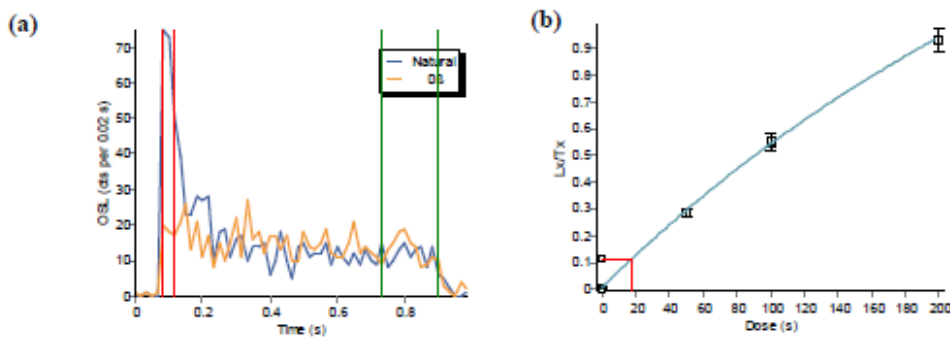 (a)
70
60
50
40
30
20
10
0
OSL (cts per 0.02 s)
Natural
0s
0 0.2 0.4 0.6 0.8
Time (s)
(b)
0.9
0.8
0.7
0.6
0.5
0.4
0.3
0.2
0.1
0
Lx/Tx
0 20 40 60 80 100 120 140 160 180 200
Dose (s)